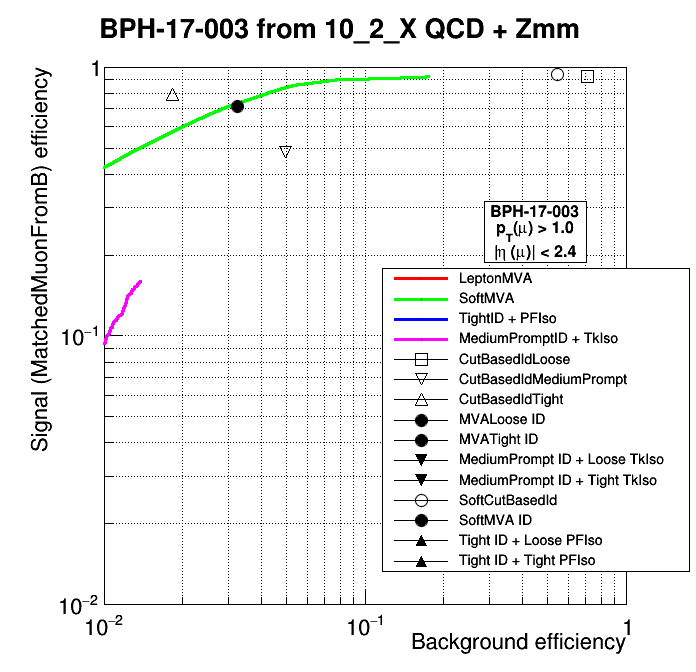 BPH-17-003 from 10_2_X QCD + Zmm
Signal (MatchedMuonFromB) efficiency
1
10⁻¹
10⁻²
BPH-17-003
p_T(μ) > 1.0
|η (μ)| < 2.4
LeptonMVA
SoftMVA
TightID + PFIso
MediumPromptID + TkIso
CutBasedIdLoose
CutBasedIdMediumPrompt
CutBasedIdTight
MVALoose ID
MVATight ID
MediumPrompt ID + Loose TkIso
MediumPrompt ID + Tight TkIso
SoftCutBasedId
SoftMVA ID
Tight ID + Loose PFIso
Tight ID + Tight PFIso
10⁻² 10⁻¹ 1
Background efficiency